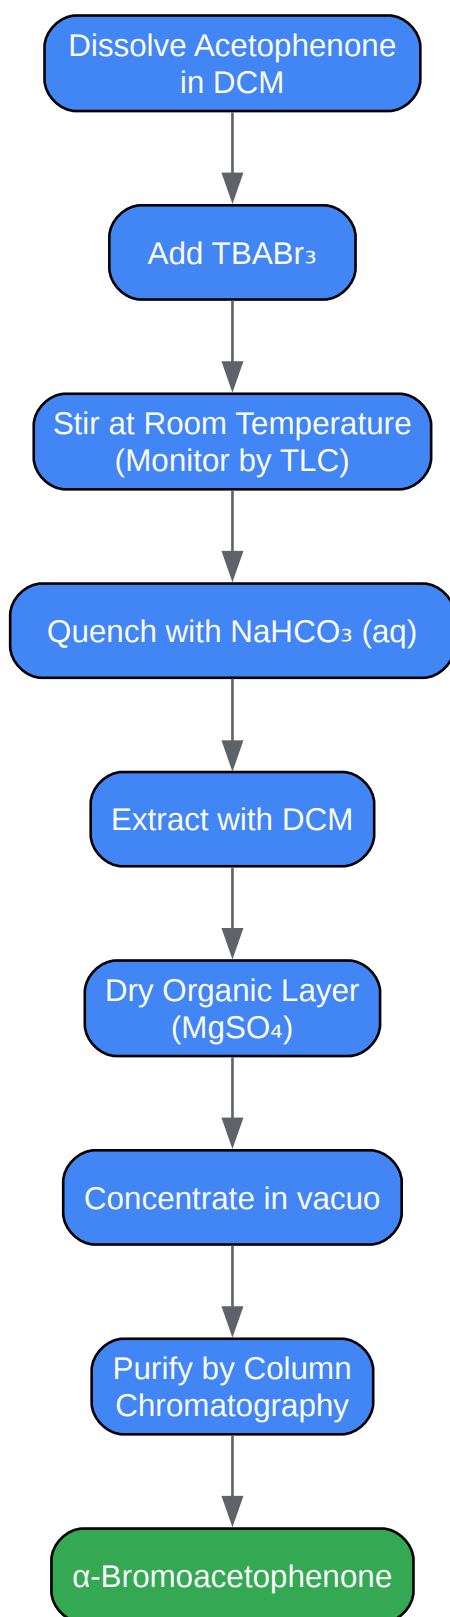 Dissolve Acetophenone
in DCM
Add TBABr₃
Stir at Room Temperature
(Monitor by TLC)
Quench with NaHCO₃ (aq)
Extract with DCM
Dry Organic Layer
(MgSO₄)
Concentrate in vacuo
Purify by Column
Chromatography
α-Bromoacetophenone